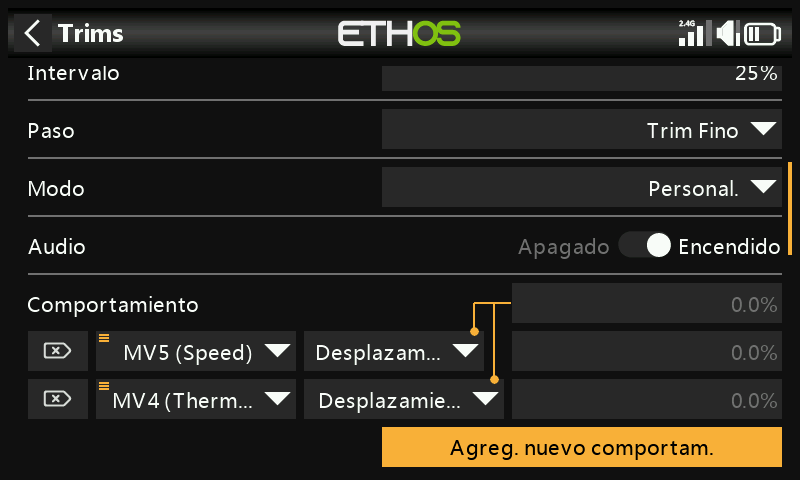 Trims
ETHOS
2.4G
Intervalo 25%
Paso Trim Fino
Modo Personal.
Audio Apagado Encendido
Comportamiento 0.0%
MV5 (Speed) Desplazam... 0.0%
MV4 (Therm... Desplazamie... 0.0%
Agreg. nuevo comportam.